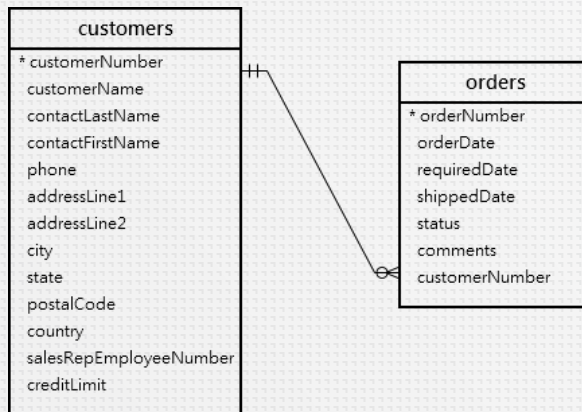 customers
* customerNumber
customerName
contactLastName
contactFirstName
phone
addressLine1
addressLine2
city
state
postalCode
country
salesRepEmployeeNumber
creditLimit
orders
* orderNumber
orderDate
requiredDate
shippedDate
status
comments
customerNumber